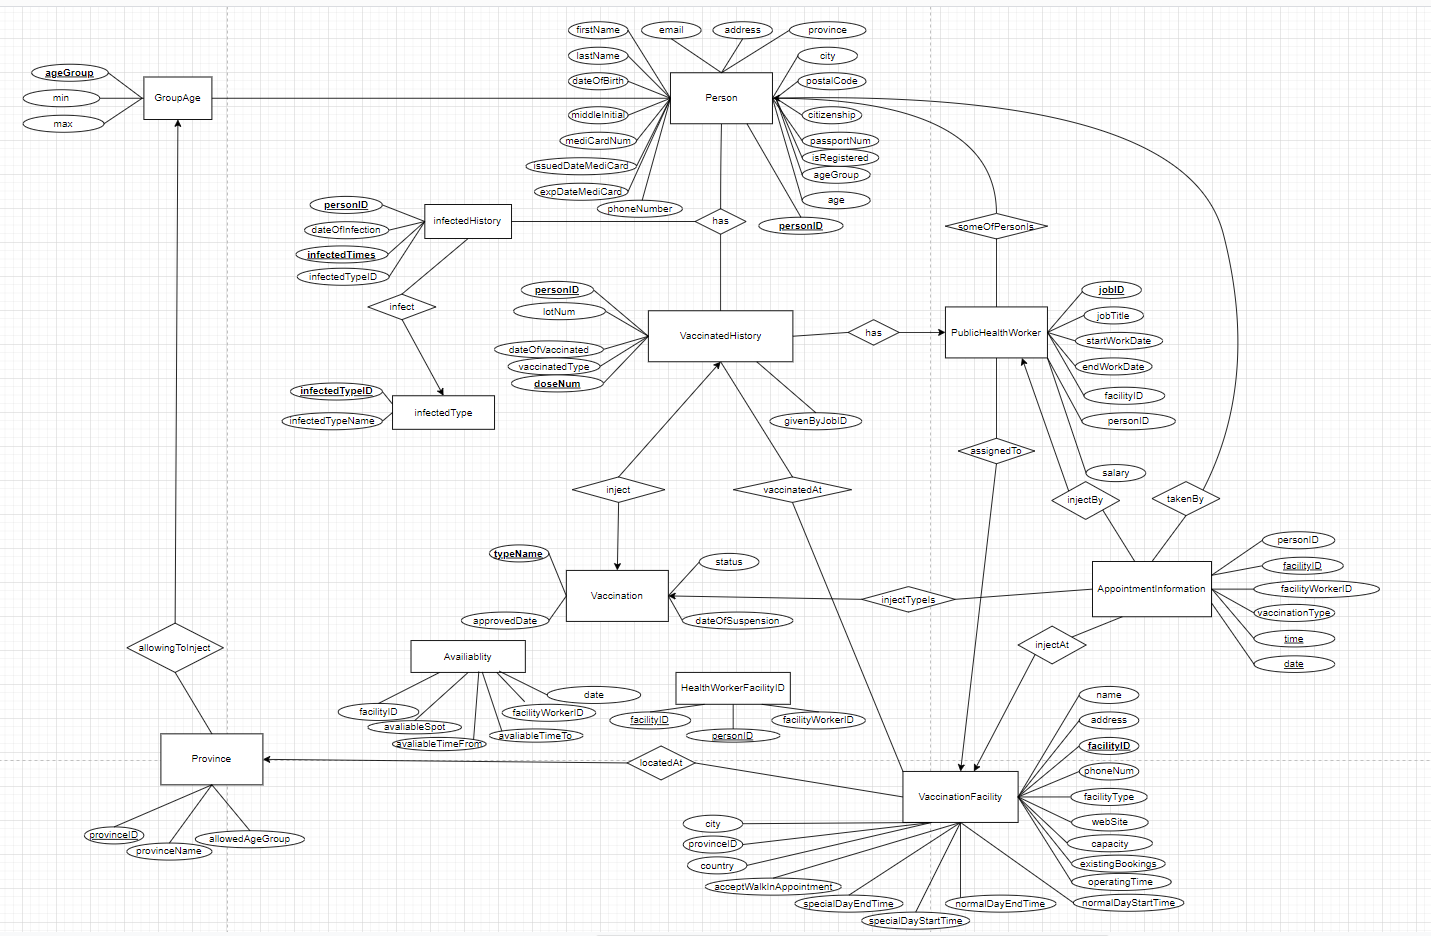 firstName
email
address
province
lastName
city
ageGroup
GroupAge
min
max
dateOfBirth
Person
postalCode
middleInitial
citizenship
mediCardNum
passportNum
isRegistered
issuedDateMediCard
ageGroup
expDateMediCard
age
phoneNumber
personID
infectedHistory
has
personID
someOfPersonIs
dateOfInfection
infectedTimes
infectedTypeID
infect
personID
lotNum
VaccinatedHistory
has
PublicHealthWorker
jobID
jobTitle
startWorkDate
endWorkDate
dateOfVaccinated
vaccinatedType
doseNum
facilityID
personID
infectedTypeID
infectedTypeName
infectedType
givenByJobID
assignedTo
salary
inject
vaccinatedAt
injectBy
takenBy
typeName
status
Vaccination
approvedDate
dateOfSuspension
injectTypeIs
AppointmentInformation
personID
facilityID
facilityWorkerID
vaccinationType
time
date
allowingToInject
Availiablity
injectAt
facilityID
avaliableSpot
avaliableTimeFrom
avaliableTimeTo
facilityWorkerID
date
HealthWorkerFacilityID
facilityID
personID
facilityWorkerID
Province
locatedAt
VaccinationFacility
name
address
facilityID
phoneNum
facilityType
webSite
capacity
existingBookings
operatingTime
normalDayStartTime
provinceID
provinceName
allowedAgeGroup
city
provinceID
country
acceptWalkInAppointment
specialDayEndTime
specialDayStartTime
normalDayEndTime